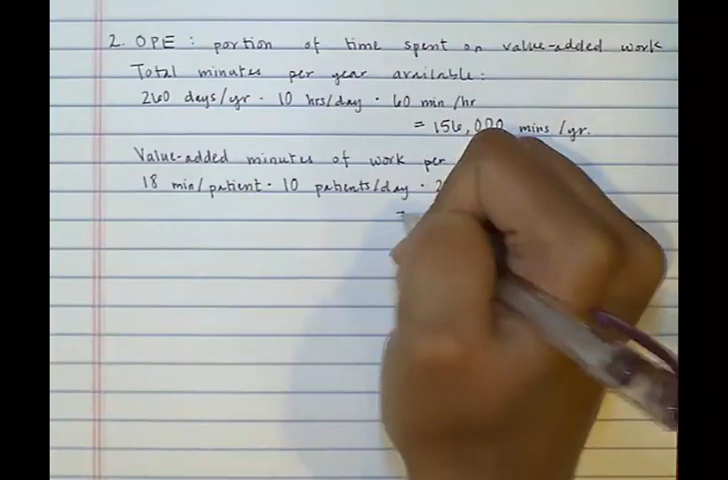 2. OPE : portion of time spent on value-added work
Total minutes per year available:
260 days/yr · 10 hrs/day · 60 min/hr
= 156,000 mins/yr.
Value-added minutes of work per
18 min/patient · 10 patients/day · 2
=